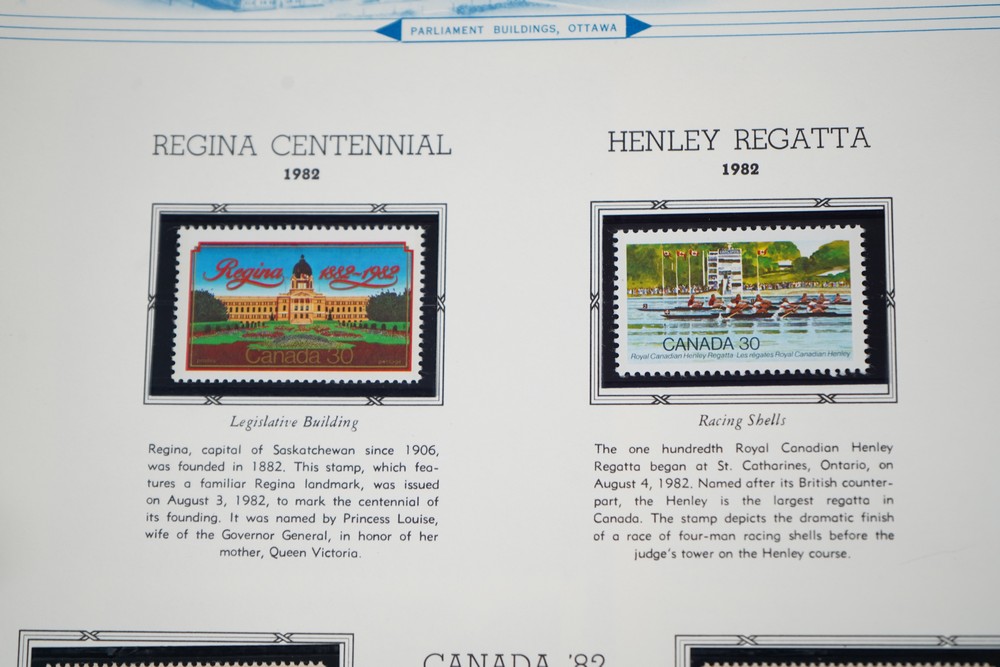 PARLIAMENT BUILDINGS, OTTAWA
REGINA CENTENNIAL
1982
Regina 1882-1982
Canada 30
Legislative Building
Regina, capital of Saskatchewan since 1906,
was founded in 1882. This stamp, which fea-
tures a familiar Regina landmark, was issued
on August 3, 1982, to mark the centennial of
its founding. It was named by Princess Louise,
wife of the Governor General, in honor of her
mother, Queen Victoria.
HENLEY REGATTA
1982
CANADA 30
Royal Canadian Henley Regatta · Les régates Royal Canadian Henley
Racing Shells
The one hundredth Royal Canadian Henley
Regatta began at St. Catharines, Ontario, on
August 4, 1982. Named after its British counter-
part, the Henley is the largest regatta in
Canada. The stamp depicts the dramatic finish
of a race of four-man racing shells before the
judge's tower on the Henley course.
CANADA '82